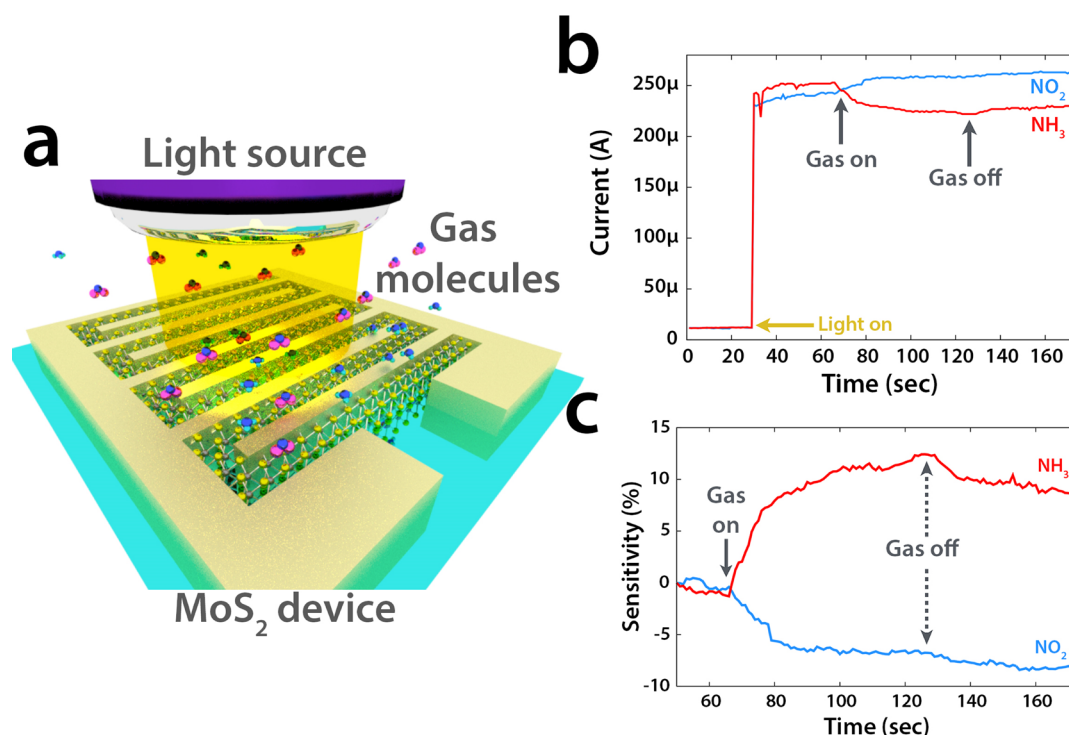 a
Light source
Gas
molecules
MoS₂ device
b
Current (A)
250µ
200µ
150µ
100µ
50µ
0
NO₂
NH₃
Gas on
Gas off
Light on
0 20 40 60 80 100 120 140 160
Time (sec)
c
Sensitivity (%)
15
10
5
0
-5
-10
NH₃
Gas
on
Gas off
NO₂
60 80 100 120 140 160
Time (sec)